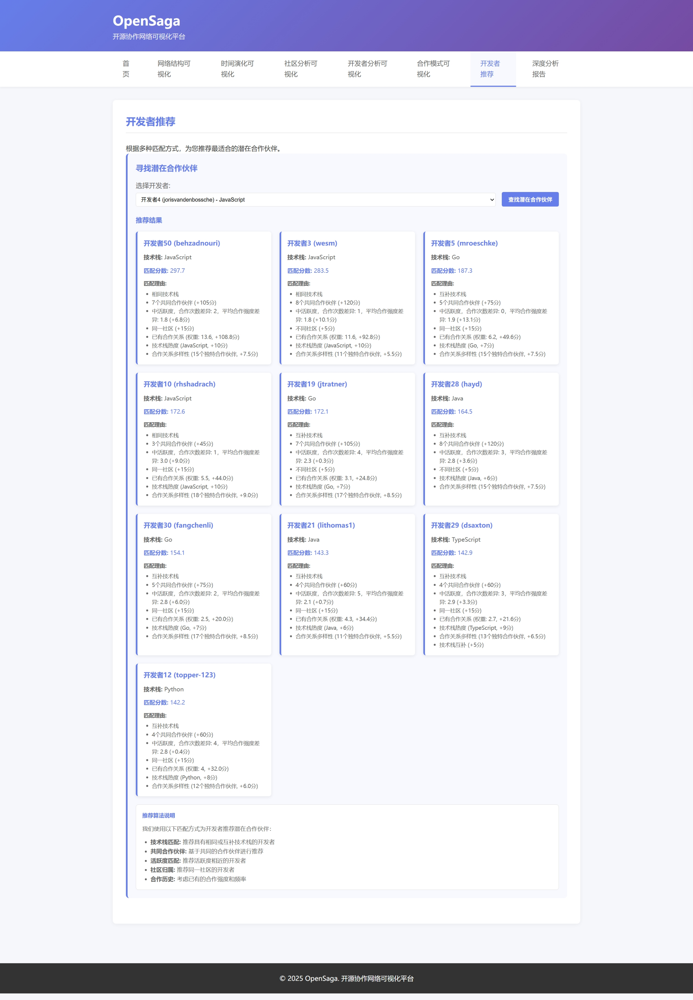 OpenSaga
开源协作网络可视化平台
首
页
网络结构可
视化
时间演化可
视化
社区分析可
视化
开发者分析可
视化
合作模式可
视化
开发者
推荐
深度分析
报告
开发者推荐
根据多种匹配方式，为您推荐最适合的潜在合作伙伴。
寻找潜在合作伙伴
选择开发者:
开发者4 (jorisvandenbossche) - JavaScript
查找潜在合作伙伴
推荐结果
开发者50 (behzadnouri)
技术栈: JavaScript
匹配分数: 297.7
匹配理由:
相同技术栈
7个共同合作伙伴 (+105分)
中活跃度，合作次数差异: 2，平均合作强度差
异: 1.8 (+6.8分)
同一社区 (+15分)
已有合作关系 (权重: 13.6, +108.8分)
技术栈热度 (JavaScript, +10分)
合作关系多样性 (15个独特合作伙伴, +7.5分)
开发者3 (wesm)
技术栈: JavaScript
匹配分数: 283.5
匹配理由:
相同技术栈
8个共同合作伙伴 (+120分)
中活跃度，合作次数差异: 1，平均合作强度差
异: 1.8 (+10.1分)
不同社区 (+5分)
已有合作关系 (权重: 11.6, +92.8分)
技术栈热度 (JavaScript, +10分)
合作关系多样性 (11个独特合作伙伴, +5.5分)
开发者5 (mroeschke)
技术栈: Go
匹配分数: 187.3
匹配理由:
互补技术栈
5个共同合作伙伴 (+75分)
中活跃度，合作次数差异: 0，平均合作强度差
异: 1.9 (+13.1分)
同一社区 (+15分)
已有合作关系 (权重: 6.2, +49.6分)
技术栈热度 (Go, +7分)
合作关系多样性 (15个独特合作伙伴, +7.5分)
开发者10 (rhshadrach)
技术栈: JavaScript
匹配分数: 172.6
匹配理由:
相同技术栈
3个共同合作伙伴 (+45分)
中活跃度，合作次数差异: 1，平均合作强度差
异: 3.0 (+9.0分)
同一社区 (+15分)
已有合作关系 (权重: 5.5, +44.0分)
技术栈热度 (JavaScript, +10分)
合作关系多样性 (18个独特合作伙伴, +9.0分)
开发者19 (jtratner)
技术栈: Go
匹配分数: 172.1
匹配理由:
互补技术栈
7个共同合作伙伴 (+105分)
中活跃度，合作次数差异: 4，平均合作强度差
异: 2.3 (+0.3分)
不同社区 (+5分)
已有合作关系 (权重: 3.1, +24.8分)
技术栈热度 (Go, +7分)
合作关系多样性 (17个独特合作伙伴, +8.5分)
开发者28 (hayd)
技术栈: Java
匹配分数: 164.5
匹配理由:
互补技术栈
8个共同合作伙伴 (+120分)
中活跃度，合作次数差异: 3，平均合作强度差
异: 2.8 (+3.6分)
不同社区 (+5分)
技术栈热度 (Java, +6分)
合作关系多样性 (15个独特合作伙伴, +7.5分)
开发者30 (fangchenli)
技术栈: Go
匹配分数: 154.1
匹配理由:
互补技术栈
5个共同合作伙伴 (+75分)
中活跃度，合作次数差异: 2，平均合作强度差
异: 2.8 (+6.0分)
同一社区 (+15分)
已有合作关系 (权重: 2.5, +20.0分)
技术栈热度 (Go, +7分)
合作关系多样性 (17个独特合作伙伴, +8.5分)
开发者21 (lithomas1)
技术栈: Java
匹配分数: 143.3
匹配理由:
互补技术栈
4个共同合作伙伴 (+60分)
中活跃度，合作次数差异: 5，平均合作强度差
异: 2.1 (+0.7分)
同一社区 (+15分)
已有合作关系 (权重: 4.3, +34.4分)
技术栈热度 (Java, +6分)
合作关系多样性 (11个独特合作伙伴, +5.5分)
开发者29 (dsaxton)
技术栈: TypeScript
匹配分数: 142.9
匹配理由:
互补技术栈
4个共同合作伙伴 (+60分)
中活跃度，合作次数差异: 3，平均合作强度差
异: 2.9 (+3.3分)
同一社区 (+15分)
已有合作关系 (权重: 2.7, +21.6分)
技术栈热度 (TypeScript, +9分)
合作关系多样性 (13个独特合作伙伴, +6.5分)
技术栈互补 (+5分)
开发者12 (topper-123)
技术栈: Python
匹配分数: 142.2
匹配理由:
互补技术栈
4个共同合作伙伴 (+60分)
中活跃度，合作次数差异: 4，平均合作强度差
异: 2.8 (+0.4分)
同一社区 (+15分)
已有合作关系 (权重: 4, +32.0分)
技术栈热度 (Python, +8分)
合作关系多样性 (12个独特合作伙伴, +6.0分)
推荐算法说明
我们使用以下匹配方式为开发者推荐潜在合作伙伴：
技术栈匹配: 推荐具有相同或互补技术栈的开发者
共同合作伙伴: 基于共同的合作伙伴进行推荐
活跃度匹配: 推荐活跃度相近的开发者
社区归属: 推荐同一社区的开发者
合作历史: 考虑已有的合作强度和频率
© 2025 OpenSaga. 开源协作网络可视化平台